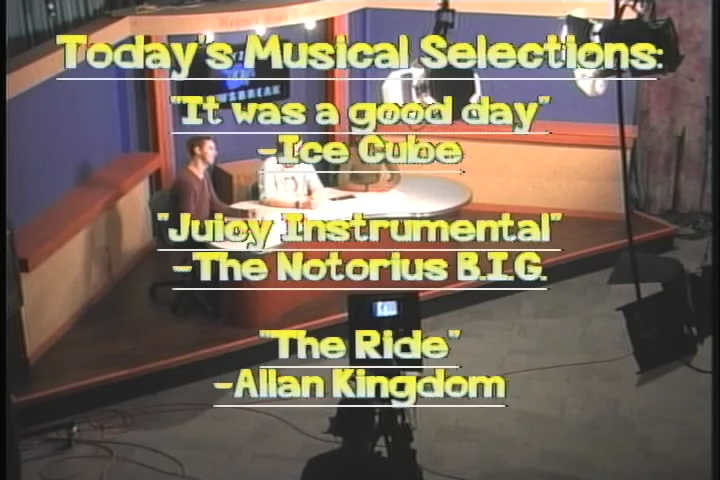 Today's Musical Selections:
"It was a good day"
-Ice Cube
"Juicy Instrumental"
-The Notorius B.I.G.
"The Ride"
-Allan Kingdom